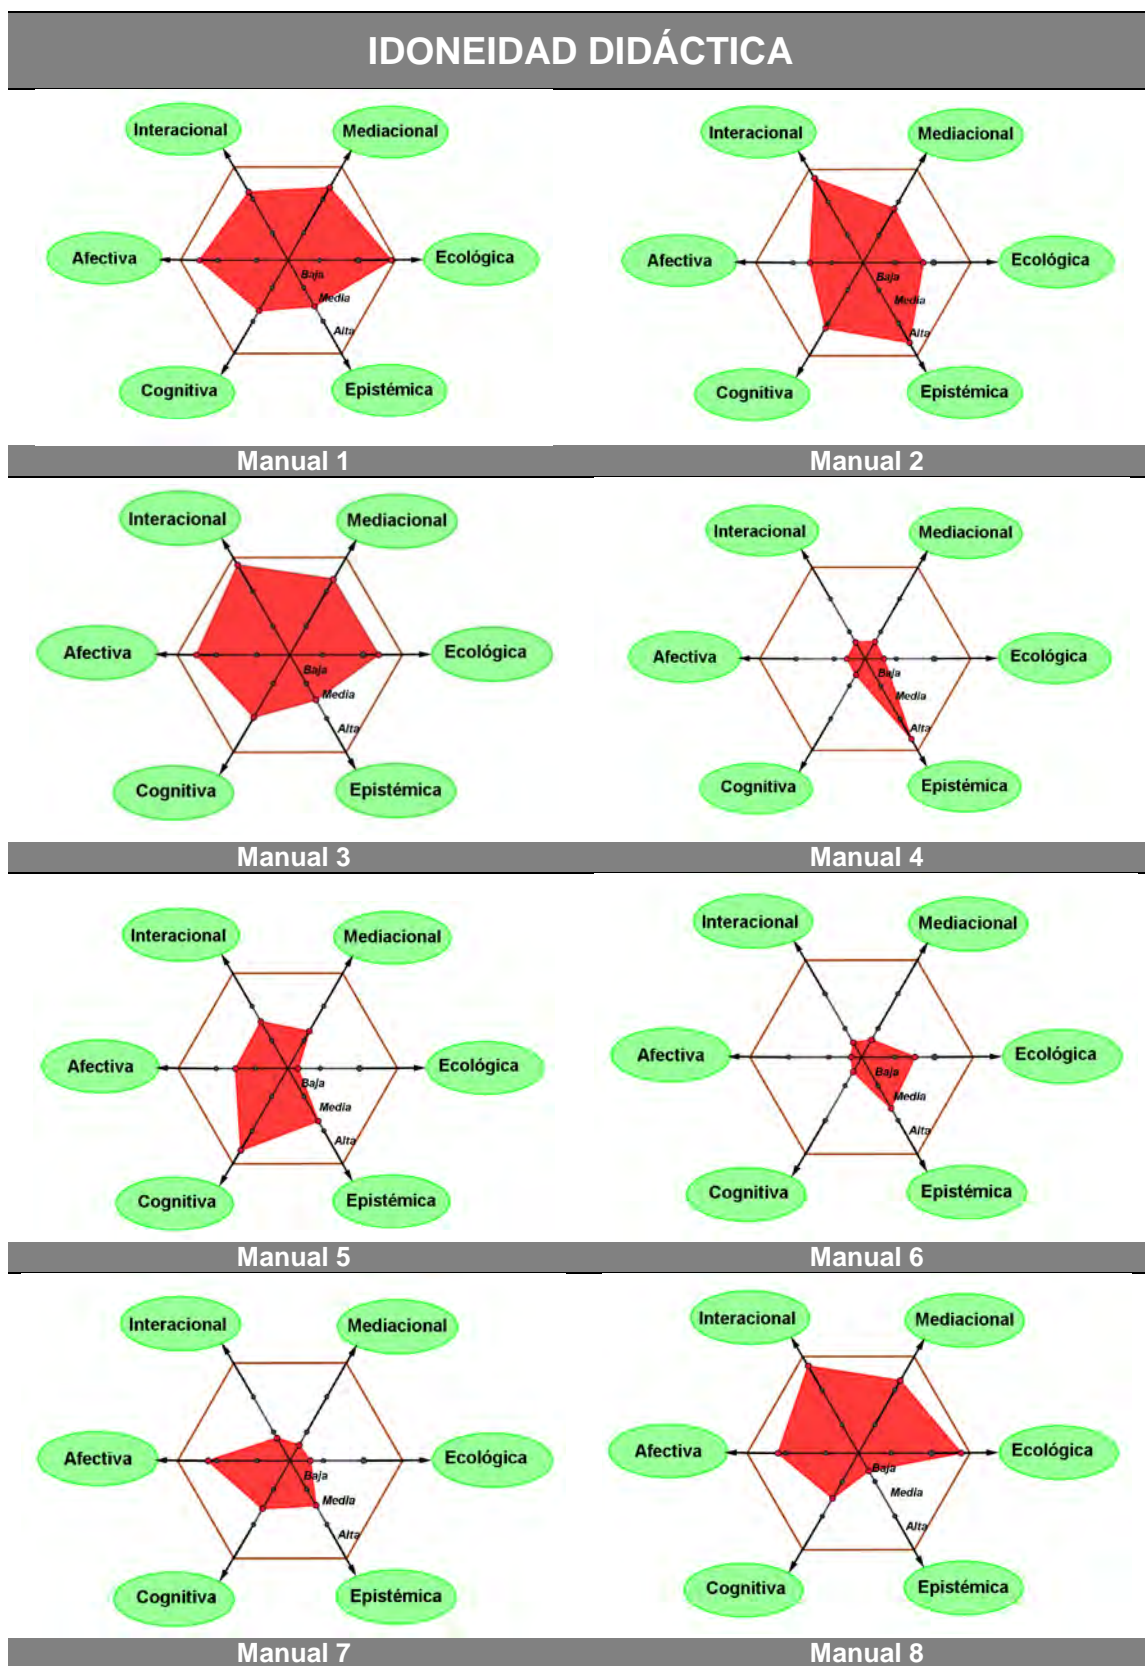 IDONEIDAD DIDÁCTICA
Interacional Mediacional
Afectiva Ecológica
Baja
Media
Alta
Cognitiva Epistémica
Interacional Mediacional
Afectiva Ecológica
Baja
Media
Alta
Cognitiva Epistémica
Manual 1 Manual 2
Interacional Mediacional
Afectiva Ecológica
Baja
Media
Alta
Cognitiva Epistémica
Interacional Mediacional
Afectiva Ecológica
Baja
Media
Alta
Cognitiva Epistémica
Manual 3 Manual 4
Interacional Mediacional
Afectiva Ecológica
Baja
Media
Alta
Cognitiva Epistémica
Interacional Mediacional
Afectiva Ecológica
Baja
Media
Alta
Cognitiva Epistémica
Manual 5 Manual 6
Interacional Mediacional
Afectiva Ecológica
Baja
Media
Alta
Cognitiva Epistémica
Interacional Mediacional
Afectiva Ecológica
Baja
Media
Alta
Cognitiva Epistémica
Manual 7 Manual 8